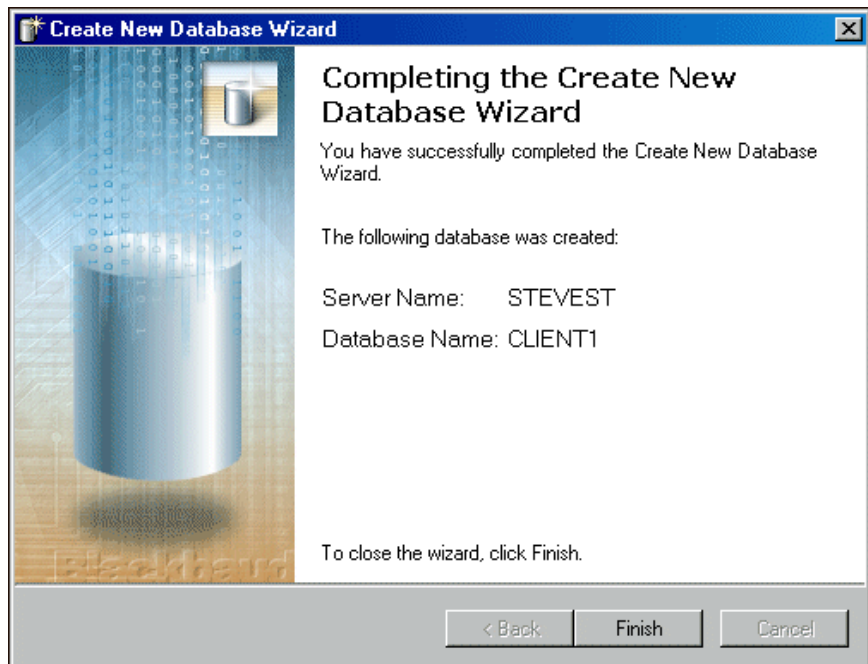 Create New Database Wizard
Completing the Create New
Database Wizard
You have successfully completed the Create New Database
Wizard.
The following database was created:
Server Name: STEVEST
Database Name: CLIENT1
To close the wizard, click Finish.
Blackbaud
< Back
Finish
Cancel